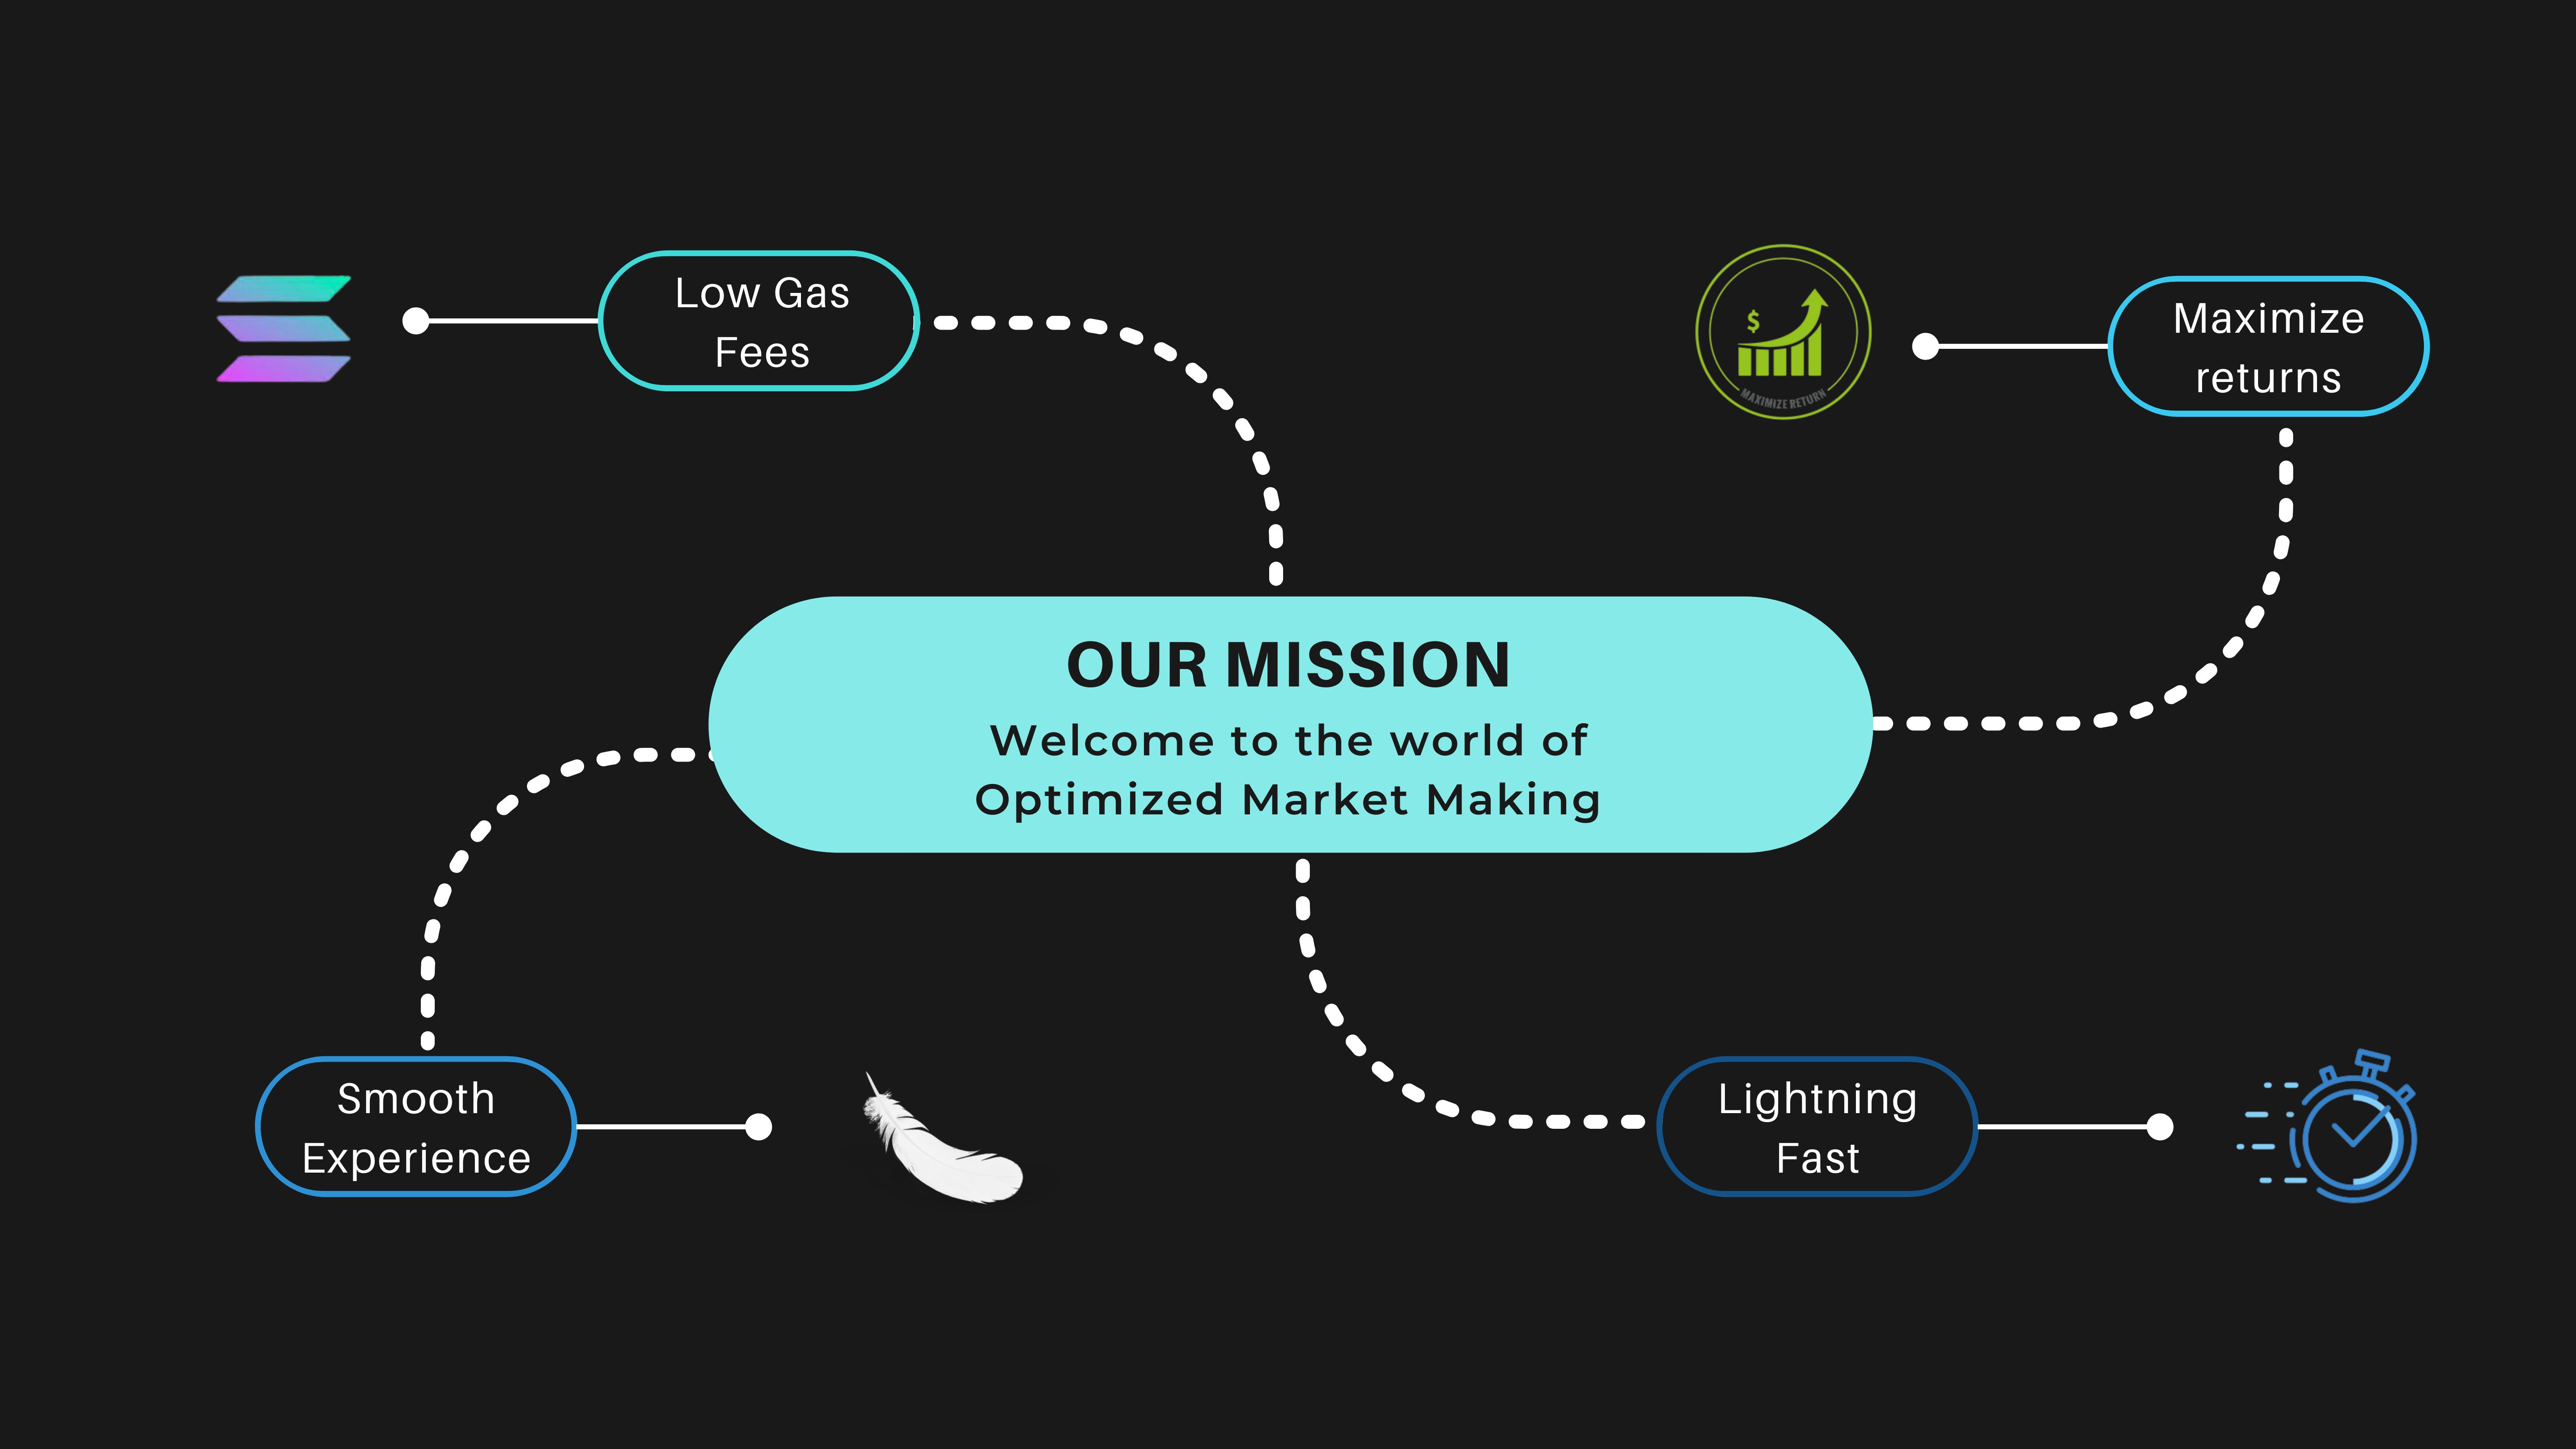 Low Gas
Fees
$
MAXIMIZE RETURN
Maximize
returns
OUR MISSION
Welcome to the world of
Optimized Market Making
Smooth
Experience
Lightning
Fast